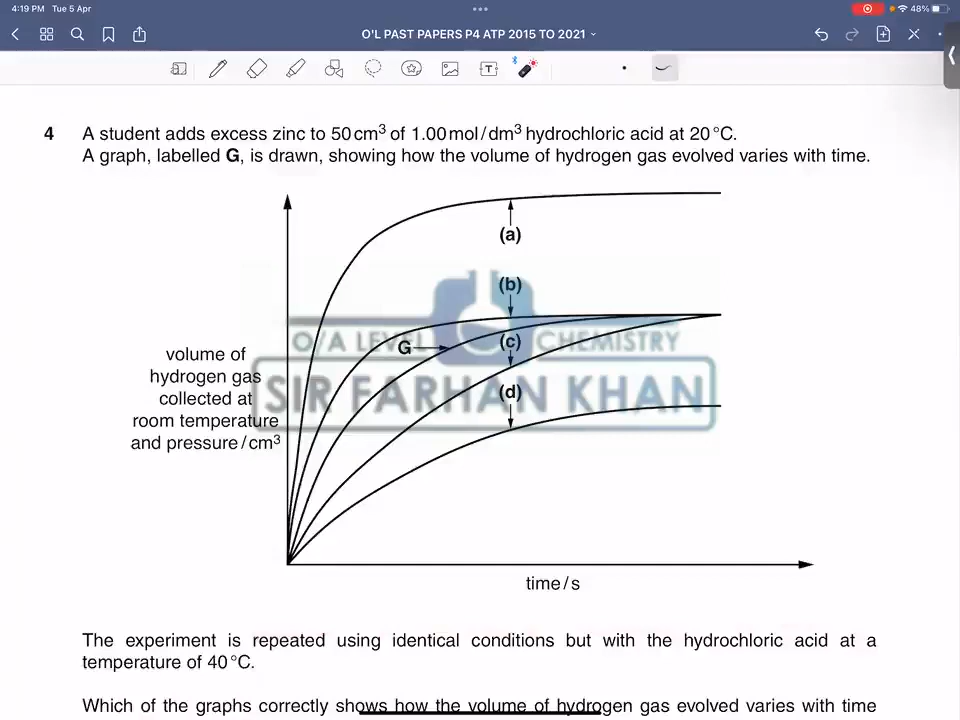 4:19 PM Tue 5 Apr
48%
O'L PAST PAPERS P4 ATP 2015 TO 2021
T
4 A student adds excess zinc to 50 cm³ of 1.00 mol/dm³ hydrochloric acid at 20 °C.
A graph, labelled G, is drawn, showing how the volume of hydrogen gas evolved varies with time.
(a)
(b)
O/A LEVEL CHEMISTRY
G
(c)
SIR FARHAN KHAN
(d)
volume of
hydrogen gas
collected at
room temperature
and pressure/cm³
time/s
The experiment is repeated using identical conditions but with the hydrochloric acid at a
temperature of 40 °C.
Which of the graphs correctly shows how the volume of hydrogen gas evolved varies with time